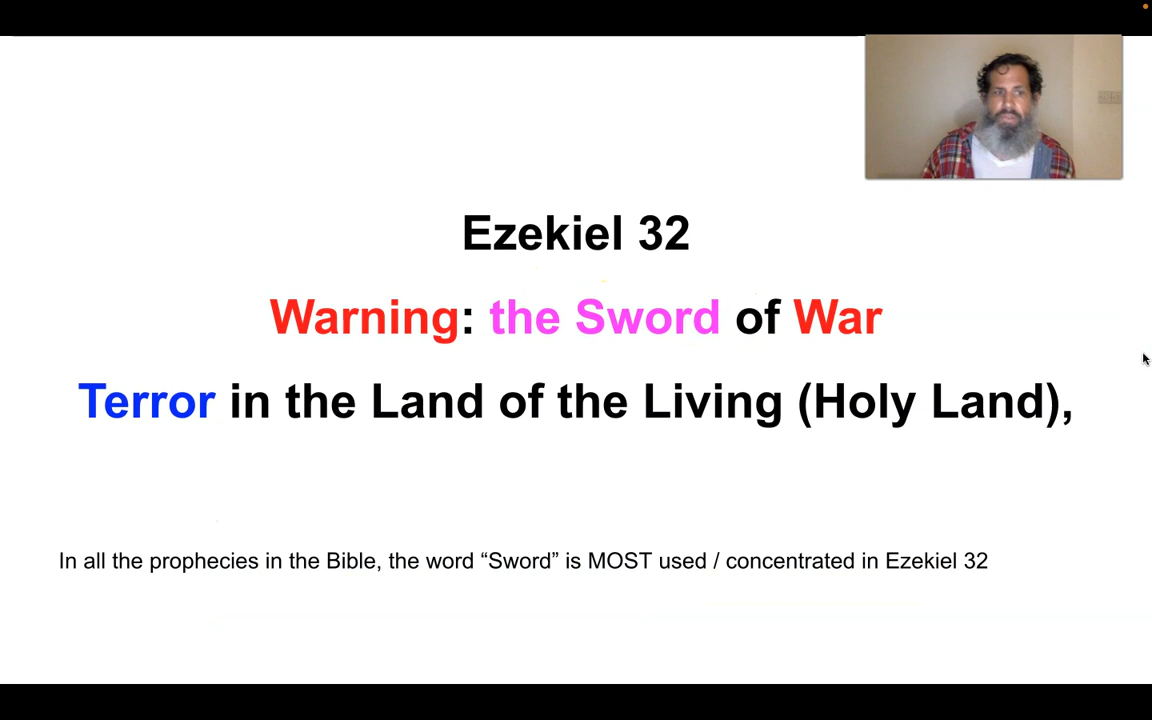 Ezekiel 32
Warning: the Sword of War
Terror in the Land of the Living (Holy Land),
In all the prophecies in the Bible, the word “Sword” is MOST used / concentrated in Ezekiel 32